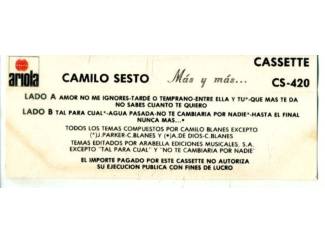 CASSETTE
ariola
CAMILO SESTO Más y más... CS-420
LADO A AMOR NO ME IGNORES-TARDE O TEMPRANO-ENTRE ELLA Y TU*-QUE MAS TE DA
NO SABES CUANTO TE QUIERO
LADO B TAL PARA CUAL*-AGUA PASADA-NO TE CAMBIARIA POR NADIE*-HASTA EL FINAL
NUNCA MAS...*
TODOS LOS TEMAS COMPUESTOS POR CAMILO BLANES EXCEPTO
(*)J.PARKER-C.BLANES Y (*)A.DE DIOS-C.BLANES
TEMAS EDITADOS POR ARABELLA EDICIONES MUSICALES, S.A.
EXCEPTO "TAL PARA CUAL" Y "NO TE CAMBIARIA POR NADIE"
EL IMPORTE PAGADO POR ESTE CASSETTE NO AUTORIZA
SU EJECUCION PUBLICA CON FINES DE LUCRO